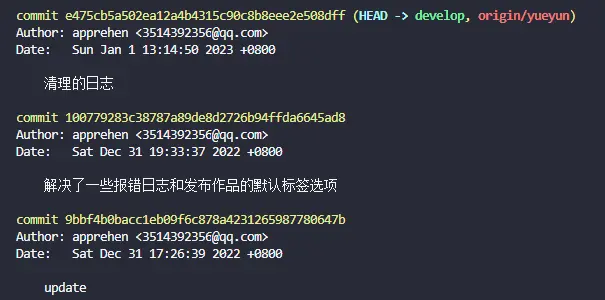 commit e475cb5a502ea12a4b4315c90c8b8eee2e508dff (HEAD -> develop, origin/yueyun)
Author: apprehen <3514392356@qq.com>
Date:   Sun Jan 1 13:14:50 2023 +0800
清理的日志
commit 100779283c38787a89de8d2726b94ffda6645ad8
Author: apprehen <3514392356@qq.com>
Date:   Sat Dec 31 19:33:37 2022 +0800
解决了一些报错日志和发布作品的默认标签选项
commit 9bbf4b0bacc1eb09f6c878a4231265987780647b
Author: apprehen <3514392356@qq.com>
Date:   Sat Dec 31 17:26:39 2022 +0800
update